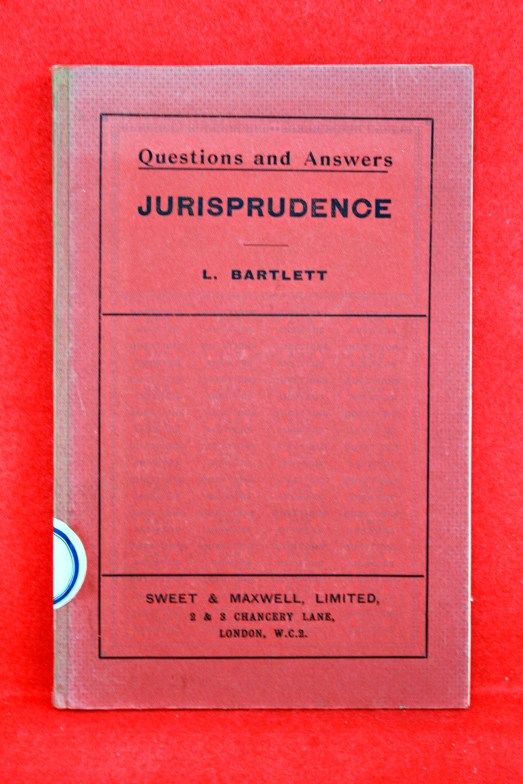 Questions and Answers
JURISPRUDENCE
L. BARTLETT
SWEET & MAXWELL, LIMITED,
2 & 3 CHANCERY LANE,
LONDON, W.C.2.